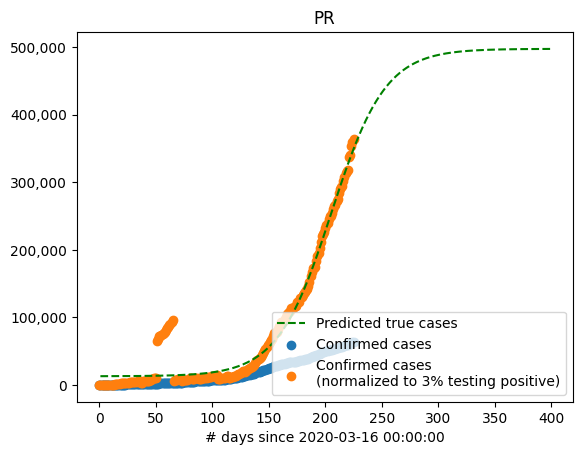 PR
500,000
400,000
300,000
200,000
100,000
0
Predicted true cases
Confirmed cases
Confirmed cases
(normalized to 3% testing positive)
0 50 100 150 200 250 300 350 400
# days since 2020-03-16 00:00:00